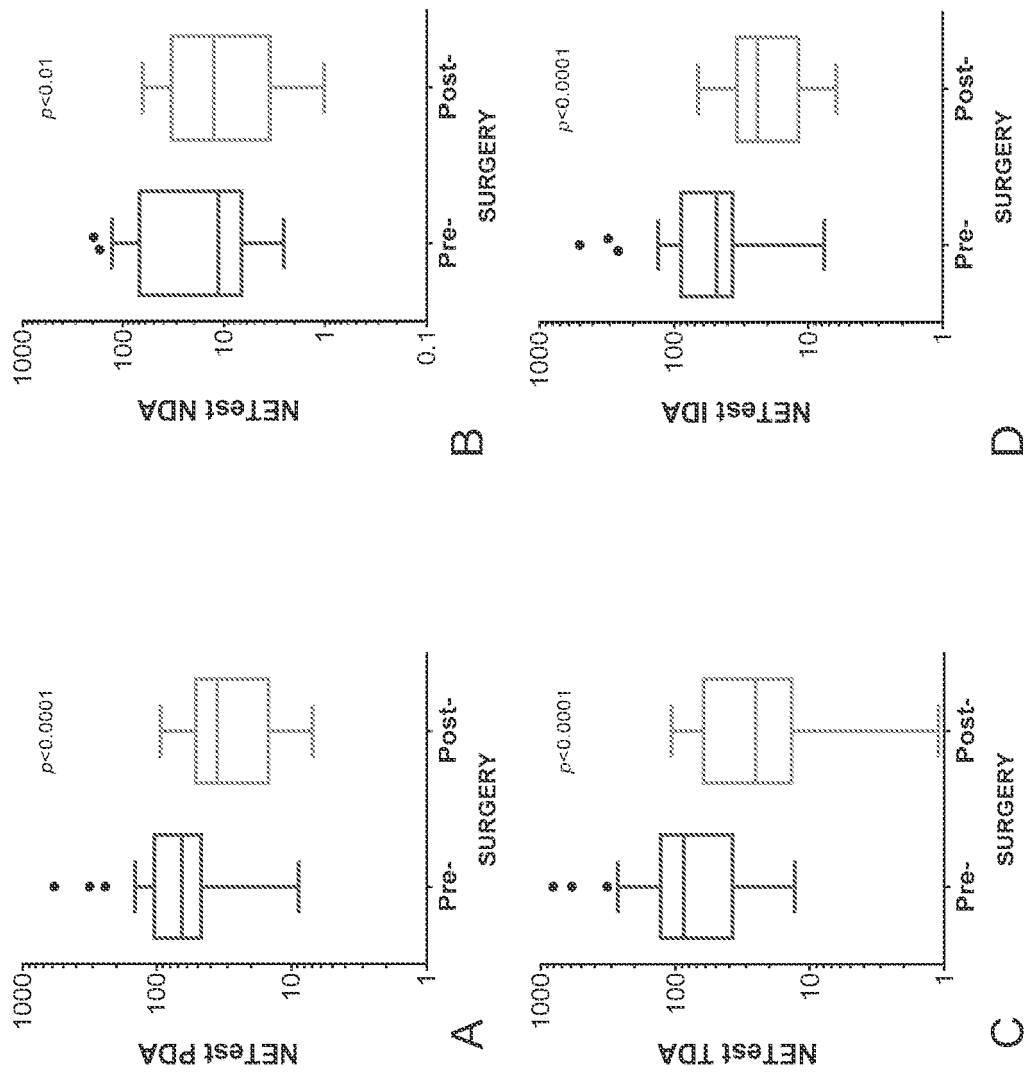 A
NETest PDA
1000
100
10
1
p<0.0001
Pre-
Post-
SURGERY
B
NETest NDA
1000
100
10
1
0.1
p<0.01
Pre-
Post-
SURGERY
C
NETest TDA
1000
100
10
1
p<0.0001
Pre-
Post-
SURGERY
D
NETest IDA
1000
100
10
1
p<0.0001
Pre-
Post-
SURGERY